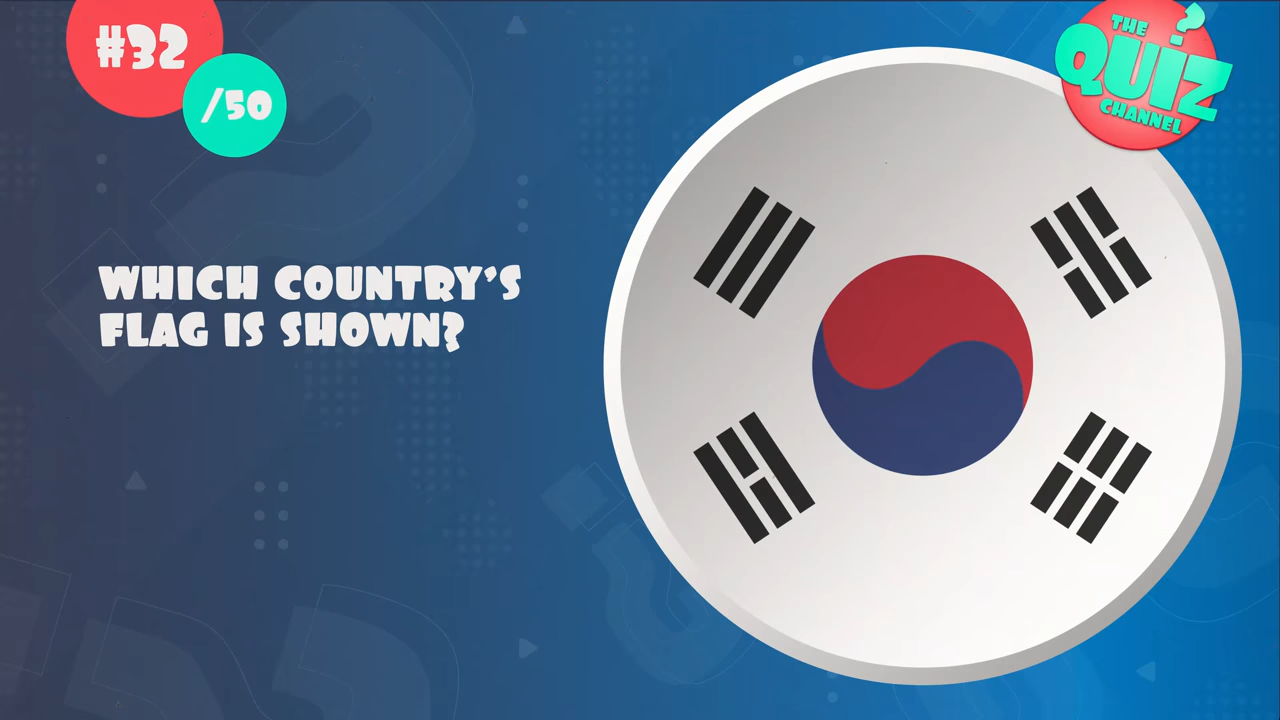 #32
/50
THE
QUIZ
CHANNEL
WHICH COUNTRY'S
FLAG IS SHOWN?